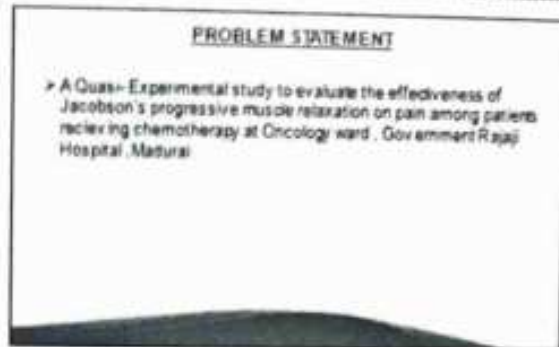 PROBLEM STATEMENT
➤ A Quasi- Experimental study to evaluate the effectiveness of
Jacobson's progressive muscle relaxation on pain among patients
recieving chemotherapy at Oncology ward , Government Rajaji
Hospital ,Madurai